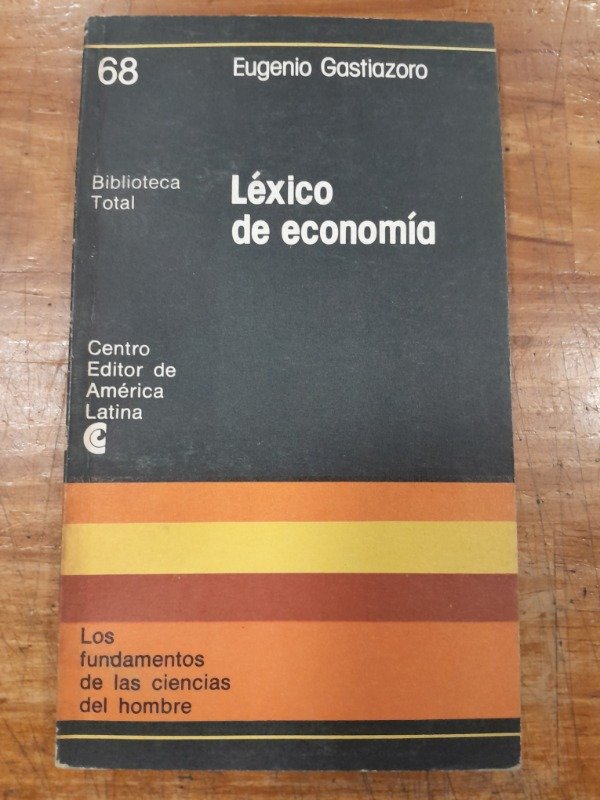 68
Eugenio Gastiazoro
Biblioteca
Total
Léxico
de economía
Centro
Editor de
América
Latina
Los
fundamentos
de las ciencias
del hombre